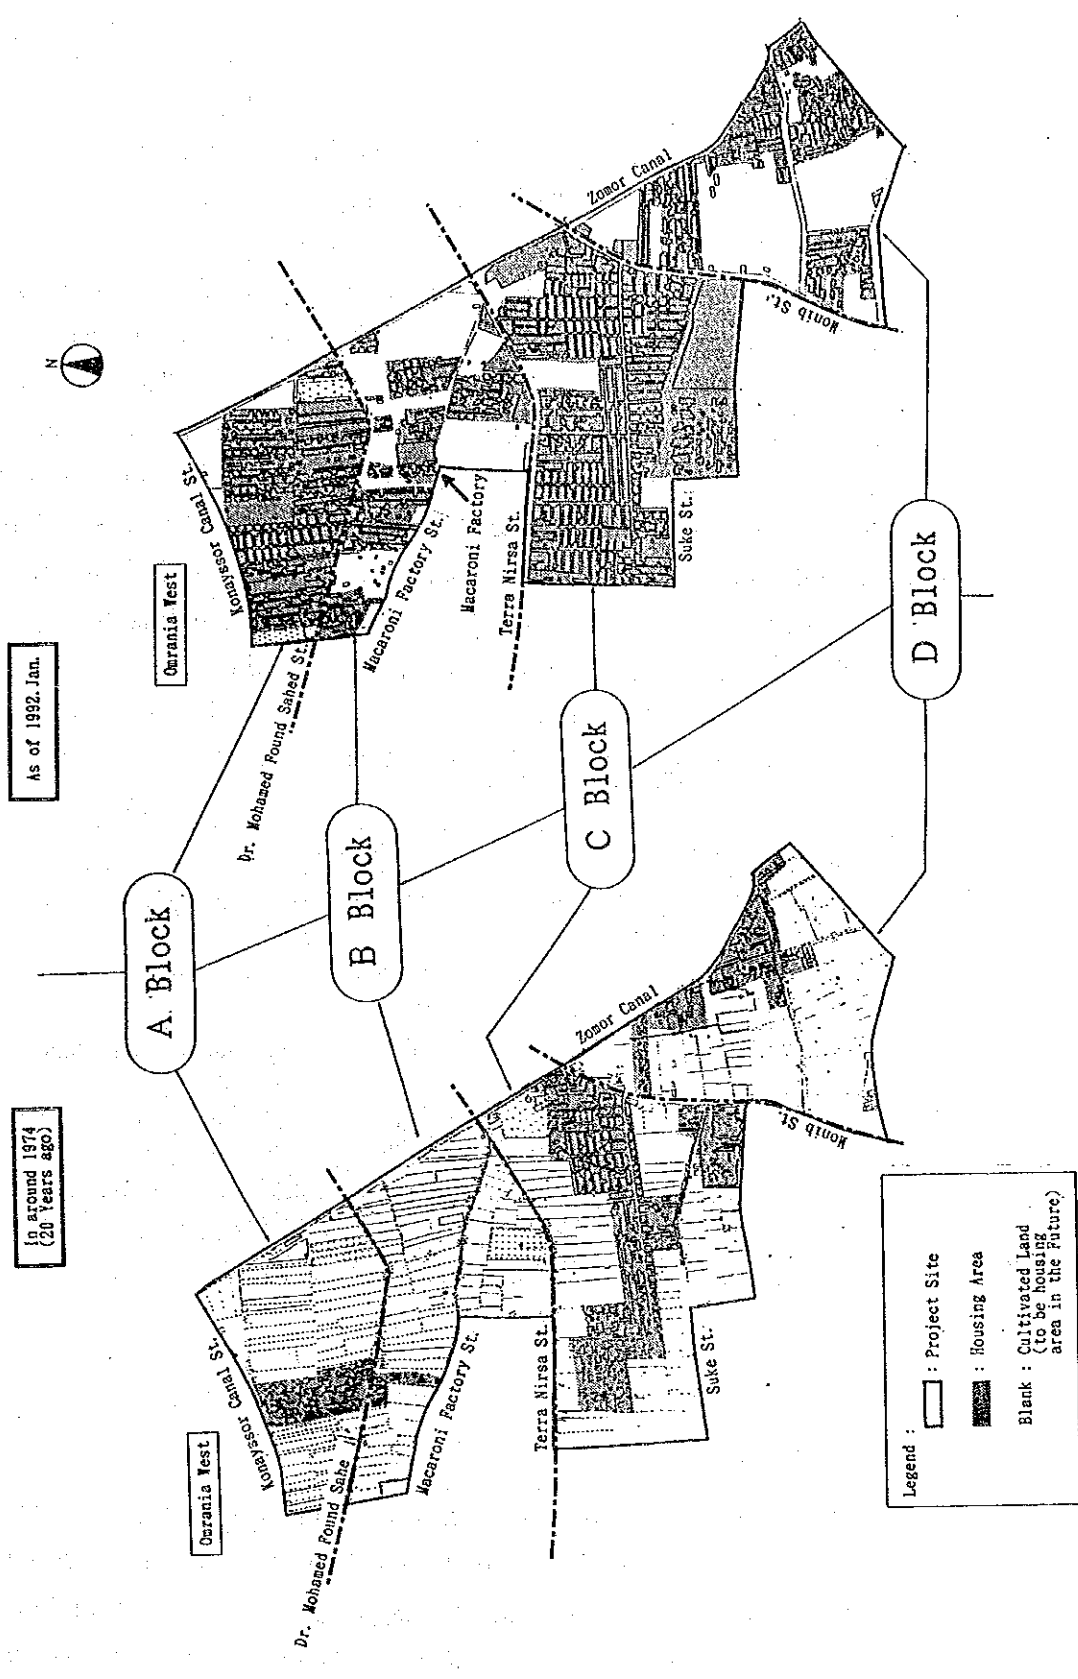 In around 1974
(20 Years ago)
As of 1992. Jan.
N
Omrania West
Konayssor Canal St.
Dr. Mohamed Found Sahe
Macaroni Factory St.
Terra Nirsa St.
Suke St.
Zomor Canal
Monib St.
A Block
B Block
C Block
D Block
Omrania West
Konayssor Canal St.
Dr. Mohamed Found Sahed St.
Macaroni Factory St.
Macaroni Factory
Terra Nirsa St.
Suke St.
Zomor Canal
Monib St.
Legend :
: Project Site
: Housing Area
Blank : Cultivated Land
(to be housing
area in the Future)